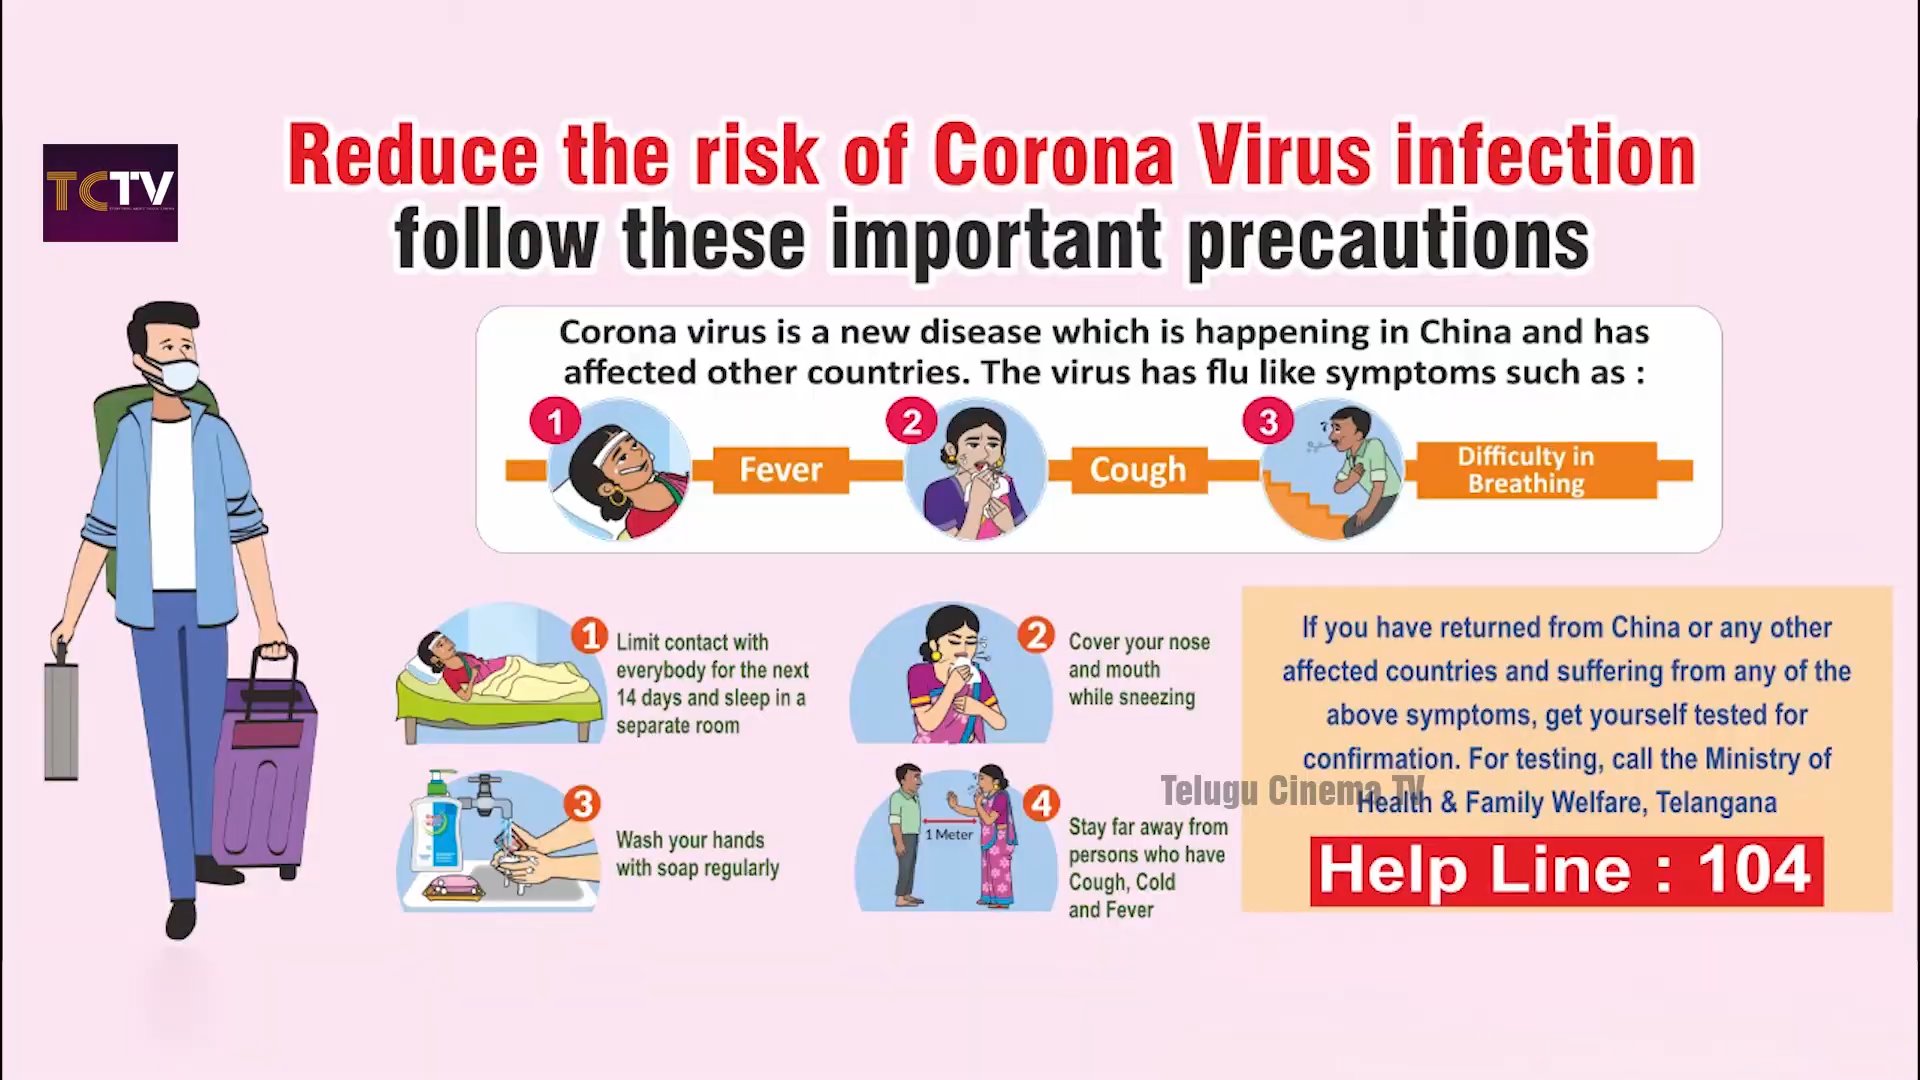 TCTV
Reduce the risk of Corona Virus infection
follow these important precautions
Corona virus is a new disease which is happening in China and has
affected other countries. The virus has flu like symptoms such as :
1
Fever
2
Cough
3
Difficulty in
Breathing
1
Limit contact with
everybody for the next
14 days and sleep in a
separate room
2
Cover your nose
and mouth
while sneezing
3
Wash your hands
with soap regularly
4
1 Meter
Stay far away from
persons who have
Cough, Cold
and Fever
If you have returned from China or any other
affected countries and suffering from any of the
above symptoms, get yourself tested for
confirmation. For testing, call the Ministry of
Health & Family Welfare, Telangana
Help Line : 104
Telugu Cinema TV